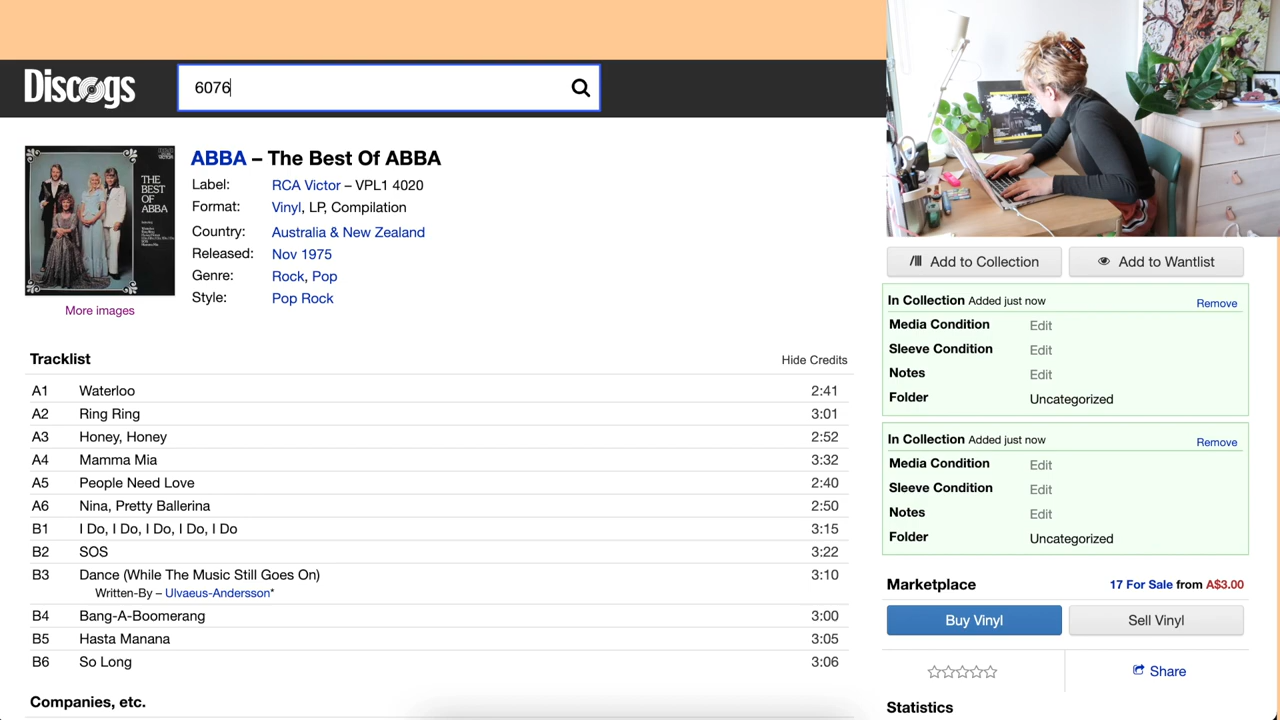 Discogs
6076
ABBA – The Best Of ABBA
Label: RCA Victor – VPL1 4020
Format: Vinyl, LP, Compilation
Country: Australia & New Zealand
Released: Nov 1975
Genre: Rock, Pop
Style: Pop Rock
THE
BEST
OF
ABBA
More images
Tracklist
Hide Credits
A1 Waterloo 2:41
A2 Ring Ring 3:01
A3 Honey, Honey 2:52
A4 Mamma Mia 3:32
A5 People Need Love 2:40
A6 Nina, Pretty Ballerina 2:50
B1 I Do, I Do, I Do, I Do, I Do 3:15
B2 SOS 3:22
B3 Dance (While The Music Still Goes On) 3:10
Written-By – Ulvaeus-Andersson*
B4 Bang-A-Boomerang 3:00
B5 Hasta Manana 3:05
B6 So Long 3:06
Companies, etc.
Add to Collection
Add to Wantlist
In Collection Added just now Remove
Media Condition Edit
Sleeve Condition Edit
Notes Edit
Folder Uncategorized
In Collection Added just now Remove
Media Condition Edit
Sleeve Condition Edit
Notes Edit
Folder Uncategorized
Marketplace 17 For Sale from A$3.00
Buy Vinyl
Sell Vinyl
Share
Statistics